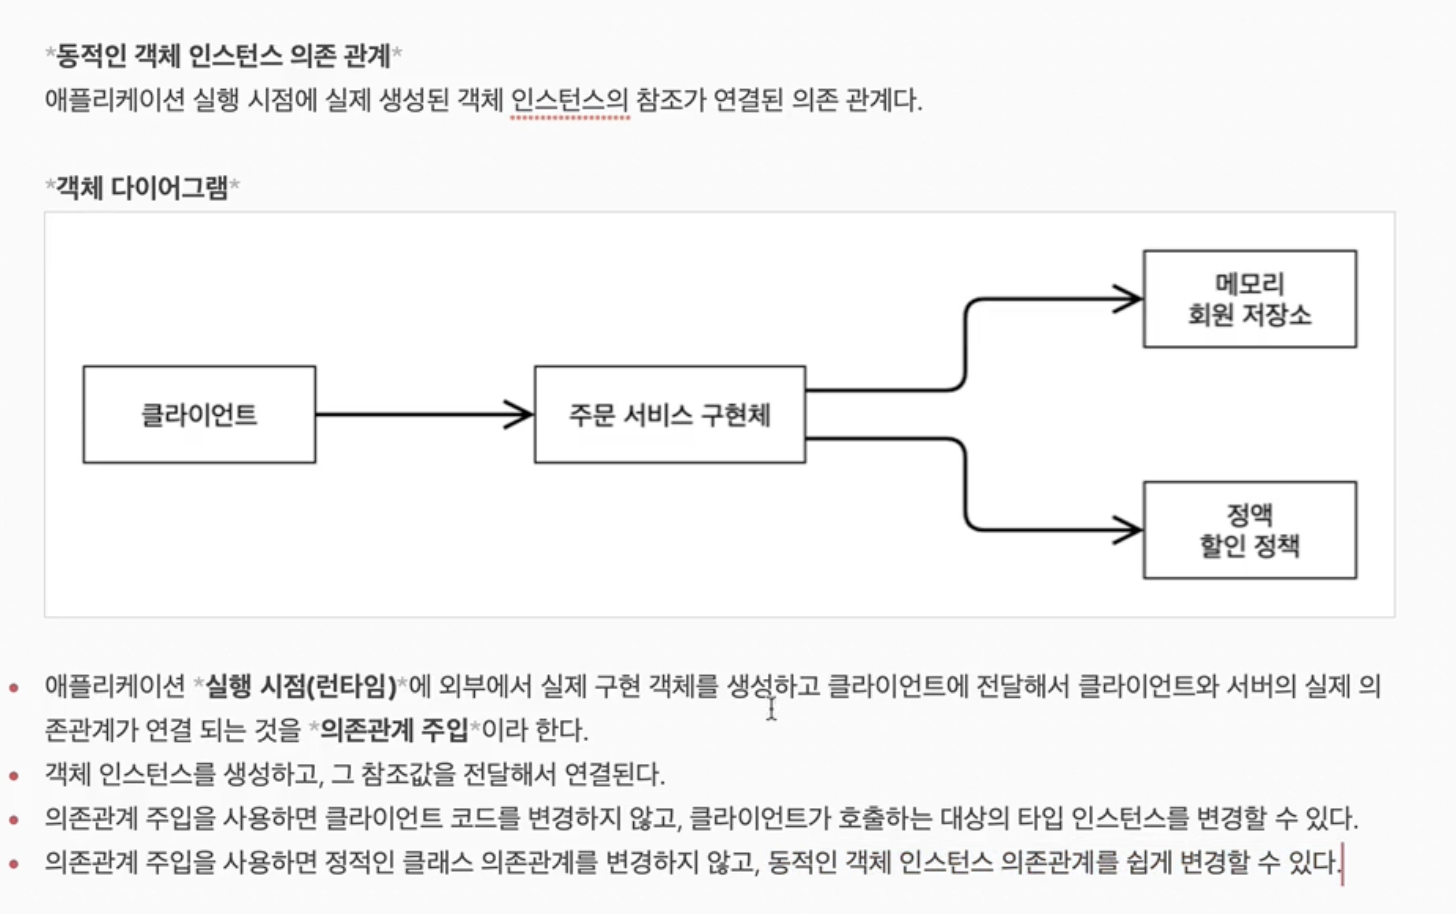 *동적인 객체 인스턴스 의존 관계*
애플리케이션 실행 시점에 실제 생성된 객체 인스턴스의 참조가 연결된 의존 관계다.
*객체 다이어그램*
메모리
회원 저장소
클라이언트
주문 서비스 구현체
정액
할인 정책
애플리케이션 *실행 시점(런타임)*에 외부에서 실제 구현 객체를 생성하고 클라이언트에 전달해서 클라이언트와 서버의 실제 의
존관계가 연결 되는 것을 *의존관계 주입*이라 한다.
객체 인스턴스를 생성하고, 그 참조값을 전달해서 연결된다.
의존관계 주입을 사용하면 클라이언트 코드를 변경하지 않고, 클라이언트가 호출하는 대상의 타입 인스턴스를 변경할 수 있다.
의존관계 주입을 사용하면 정적인 클래스 의존관계를 변경하지 않고, 동적인 객체 인스턴스 의존관계를 쉽게 변경할 수 있다.